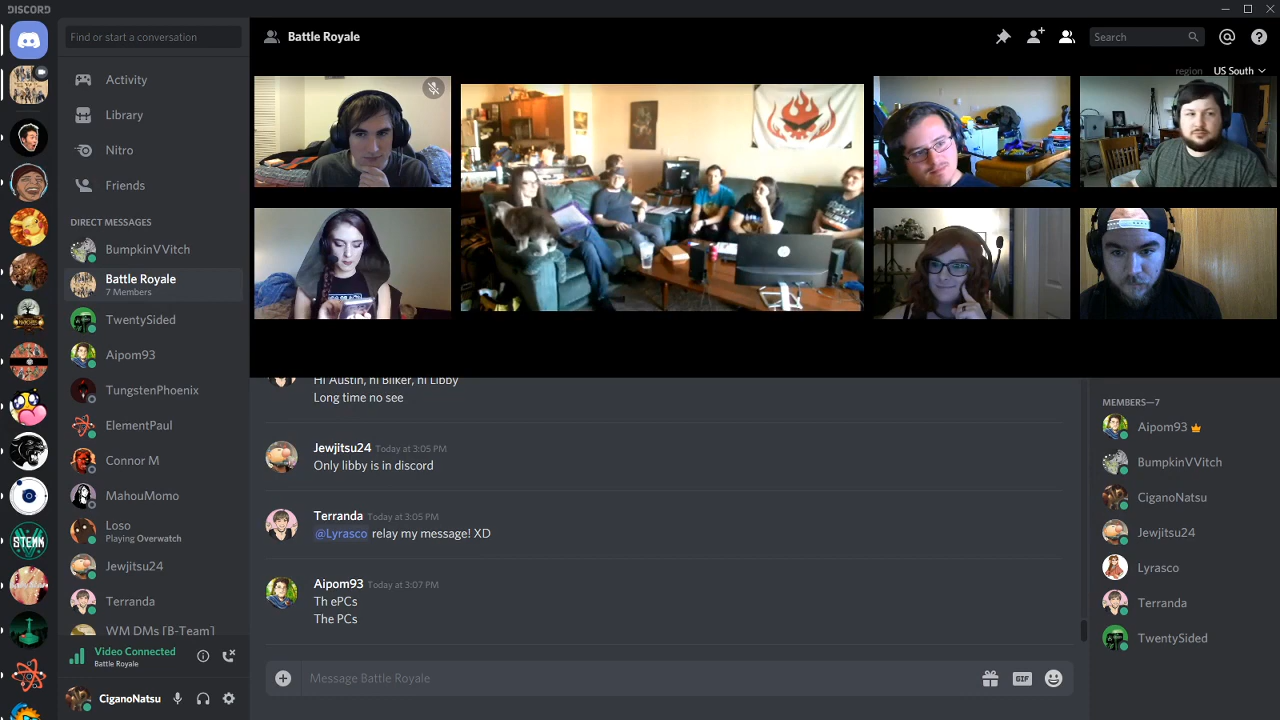 DISCORD
Find or start a conversation
Battle Royale
Search
region
US South
Activity
Library
Nitro
Friends
DIRECT MESSAGES
BumpkinVVitch
Battle Royale
7 Members
TwentySided
Aipom93
TungstenPhoenix
ElementPaul
Connor M
MahouMomo
Loso
Playing Overwatch
Jewjitsu24
Terranda
WM DMs [B-Team]
STEMM
Video Connected
Battle Royale
CiganoNatsu
Hi Austin, hi Bilker, hi Libby
Long time no see
Jewjitsu24 Today at 3:05 PM
Only libby is in discord
Terranda Today at 3:05 PM
@Lyrasco relay my message! XD
Aipom93 Today at 3:07 PM
Th ePCs
The PCs
Message Battle Royale
GIF
MEMBERS—7
Aipom93
BumpkinVVitch
CiganoNatsu
Jewjitsu24
Lyrasco
Terranda
TwentySided